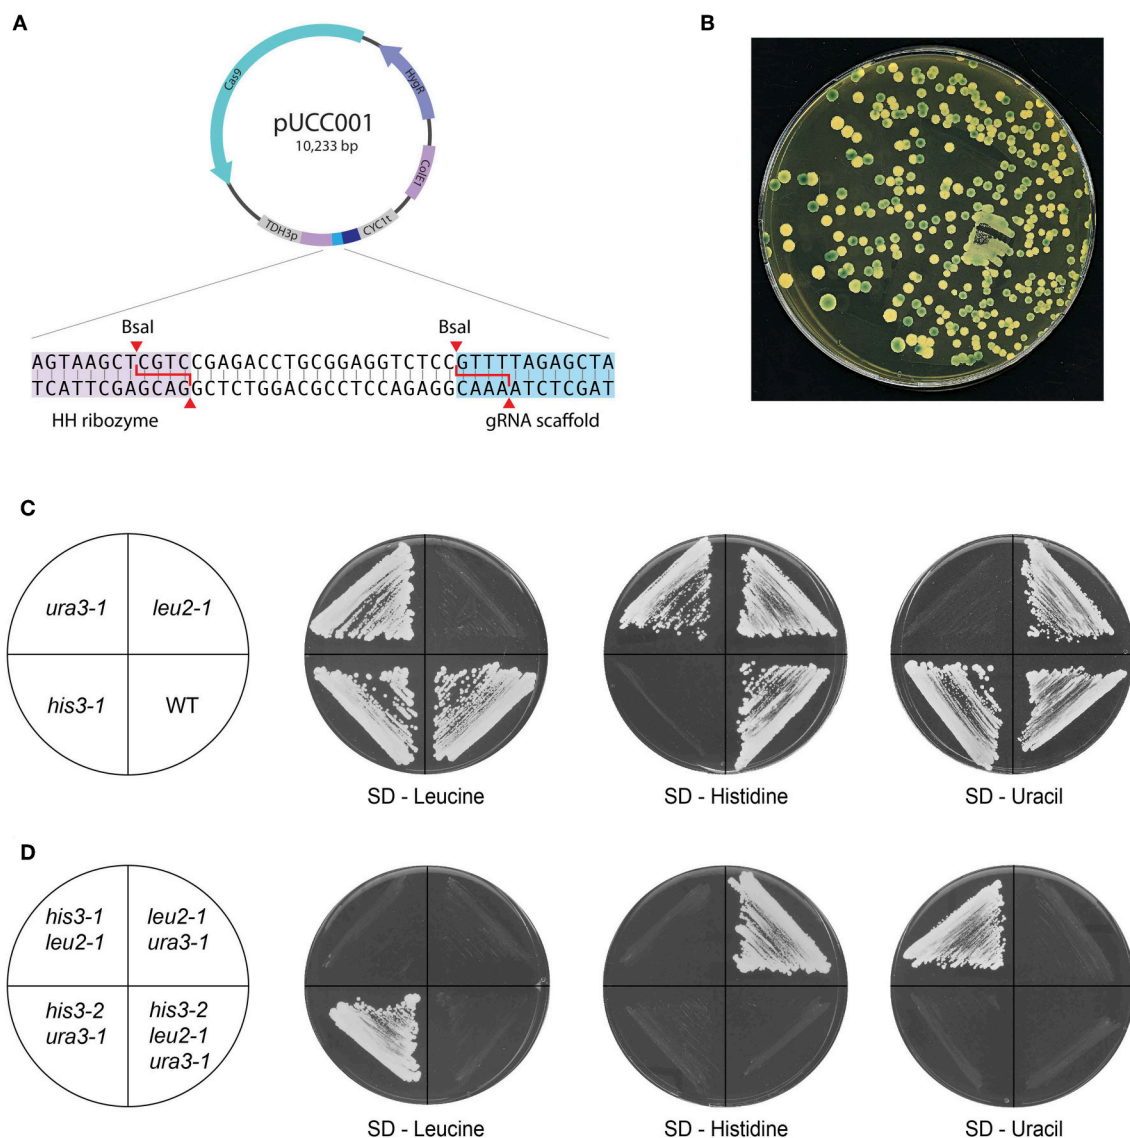 A
B
Cas9
HygR
pUCC001
10,233 bp
ColE1
TDH3p
CYC1t
BsaI
BsaI
AGTAAGCTCGTCCGAGACCTGCGGAGGTCTCCGTTTTAGAGCTA
TCATTCGAGCAGGCTCTGGACGCCTCCAGAGGCAAAATCTCGAT
HH ribozyme
gRNA scaffold
C
ura3-1
leu2-1
his3-1
WT
SD - Leucine
SD - Histidine
SD - Uracil
D
his3-1
leu2-1
leu2-1
ura3-1
his3-2
ura3-1
his3-2
leu2-1
ura3-1
SD - Leucine
SD - Histidine
SD - Uracil